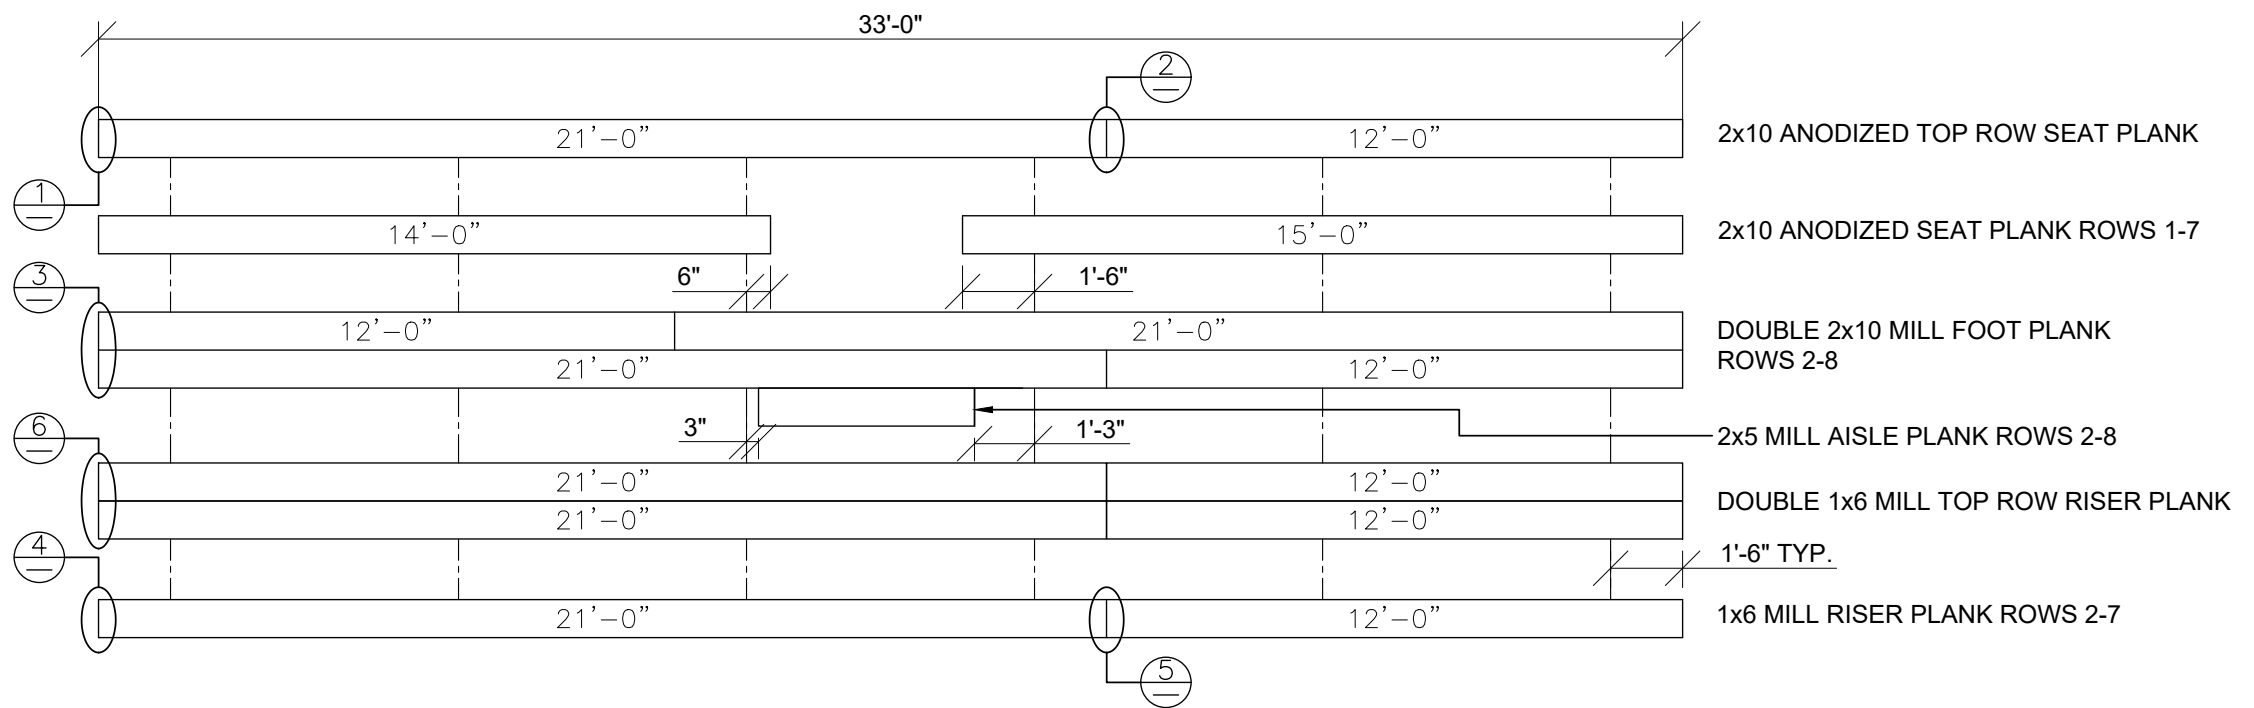 33'-0"
2
21'-0" 12'-0" 2x10 ANODIZED TOP ROW SEAT PLANK
1
14'-0" 15'-0" 2x10 ANODIZED SEAT PLANK ROWS 1-7
3 6" 1'-6"
12'-0" 21'-0" DOUBLE 2x10 MILL FOOT PLANK
21'-0" 12'-0" ROWS 2-8
6 3" 1'-3" 2x5 MILL AISLE PLANK ROWS 2-8
21'-0" 12'-0"
DOUBLE 1x6 MILL TOP ROW RISER PLANK
21'-0" 12'-0"
4 1'-6" TYP.
21'-0" 12'-0" 1x6 MILL RISER PLANK ROWS 2-7
5